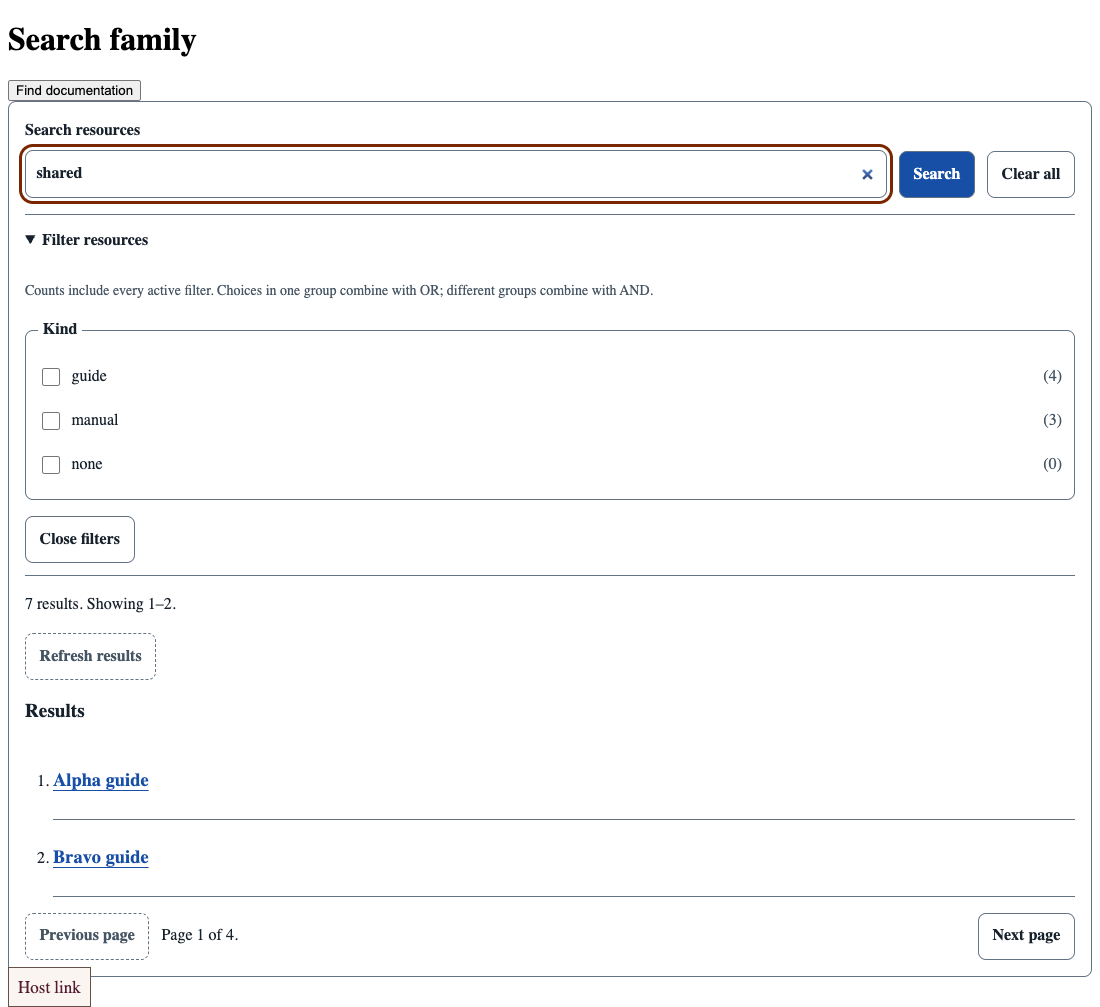 Search family
Find documentation
Search resources
shared
Search
Clear all
Filter resources
Counts include every active filter. Choices in one group combine with OR; different groups combine with AND.
Kind
guide (4)
manual (3)
none (0)
Close filters
7 results. Showing 1–2.
Refresh results
Results
1. Alpha guide
2. Bravo guide
Previous page Page 1 of 4. Next page
Host link